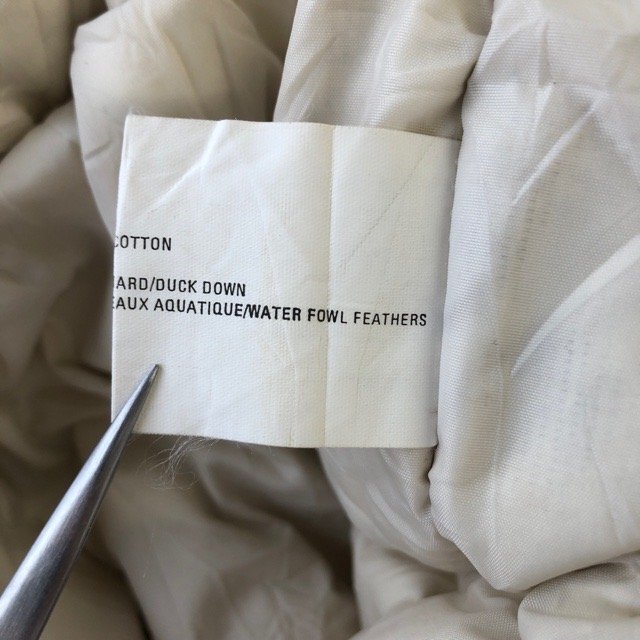 COTTON
ARD/DUCK DOWN
EAUX AQUATIQUE/WATER FOWL FEATHERS